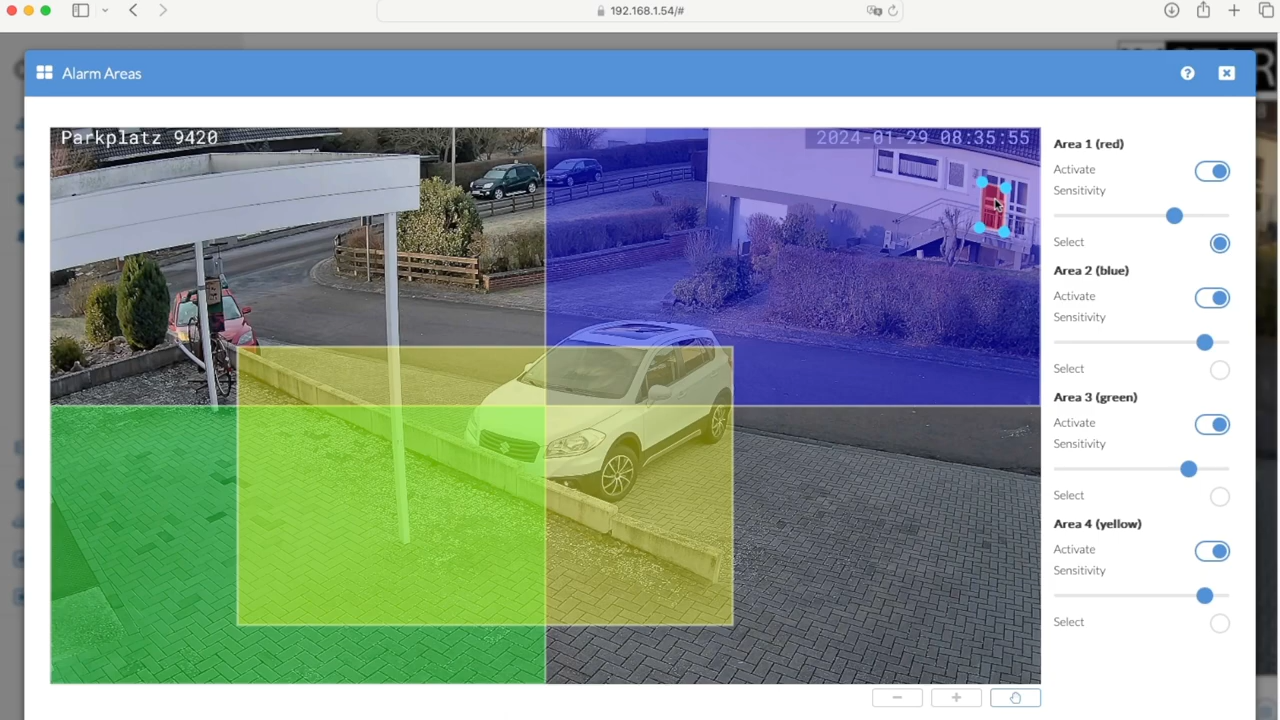 192.168.1.54/#
Alarm Areas
Parkplatz 9420
2024-01-29 08:35:55
Area 1 (red)
Activate
Sensitivity
Select
Area 2 (blue)
Activate
Sensitivity
Select
Area 3 (green)
Activate
Sensitivity
Select
Area 4 (yellow)
Activate
Sensitivity
Select